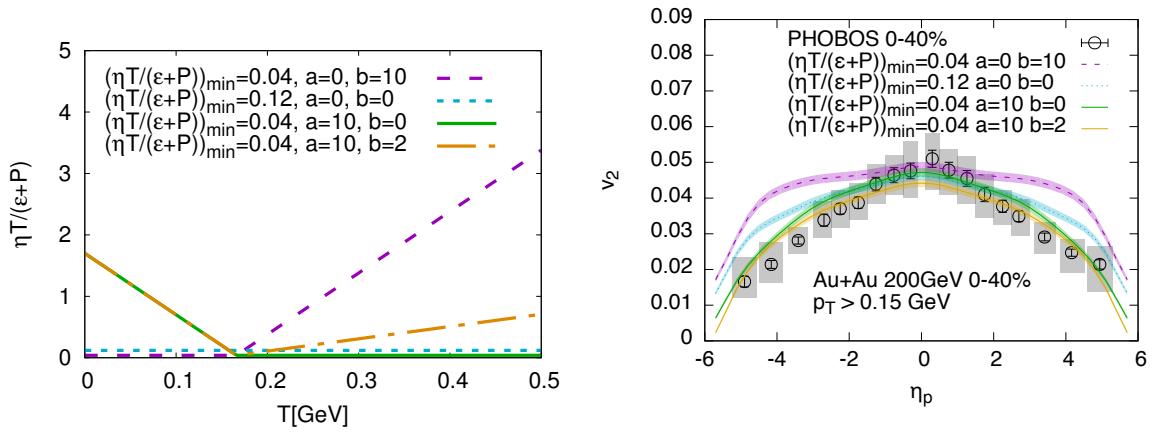 5
4
3
2
1
0
ηT/(ε+P)
(ηT/(ε+P))min=0.04, a=0, b=10
(ηT/(ε+P))min=0.12, a=0, b=0
(ηT/(ε+P))min=0.04, a=10, b=0
(ηT/(ε+P))min=0.04, a=10, b=2
0 0.1 0.2 0.3 0.4 0.5
T[GeV]
0.09
0.08
0.07
0.06
0.05
0.04
0.03
0.02
0.01
0
v2
PHOBOS 0-40%
(ηT/(ε+P))min=0.04 a=0 b=10
(ηT/(ε+P))min=0.12 a=0 b=0
(ηT/(ε+P))min=0.04 a=10 b=0
(ηT/(ε+P))min=0.04 a=10 b=2
Au+Au 200GeV 0-40%
pT > 0.15 GeV
-6 -4 -2 0 2 4 6
ηp